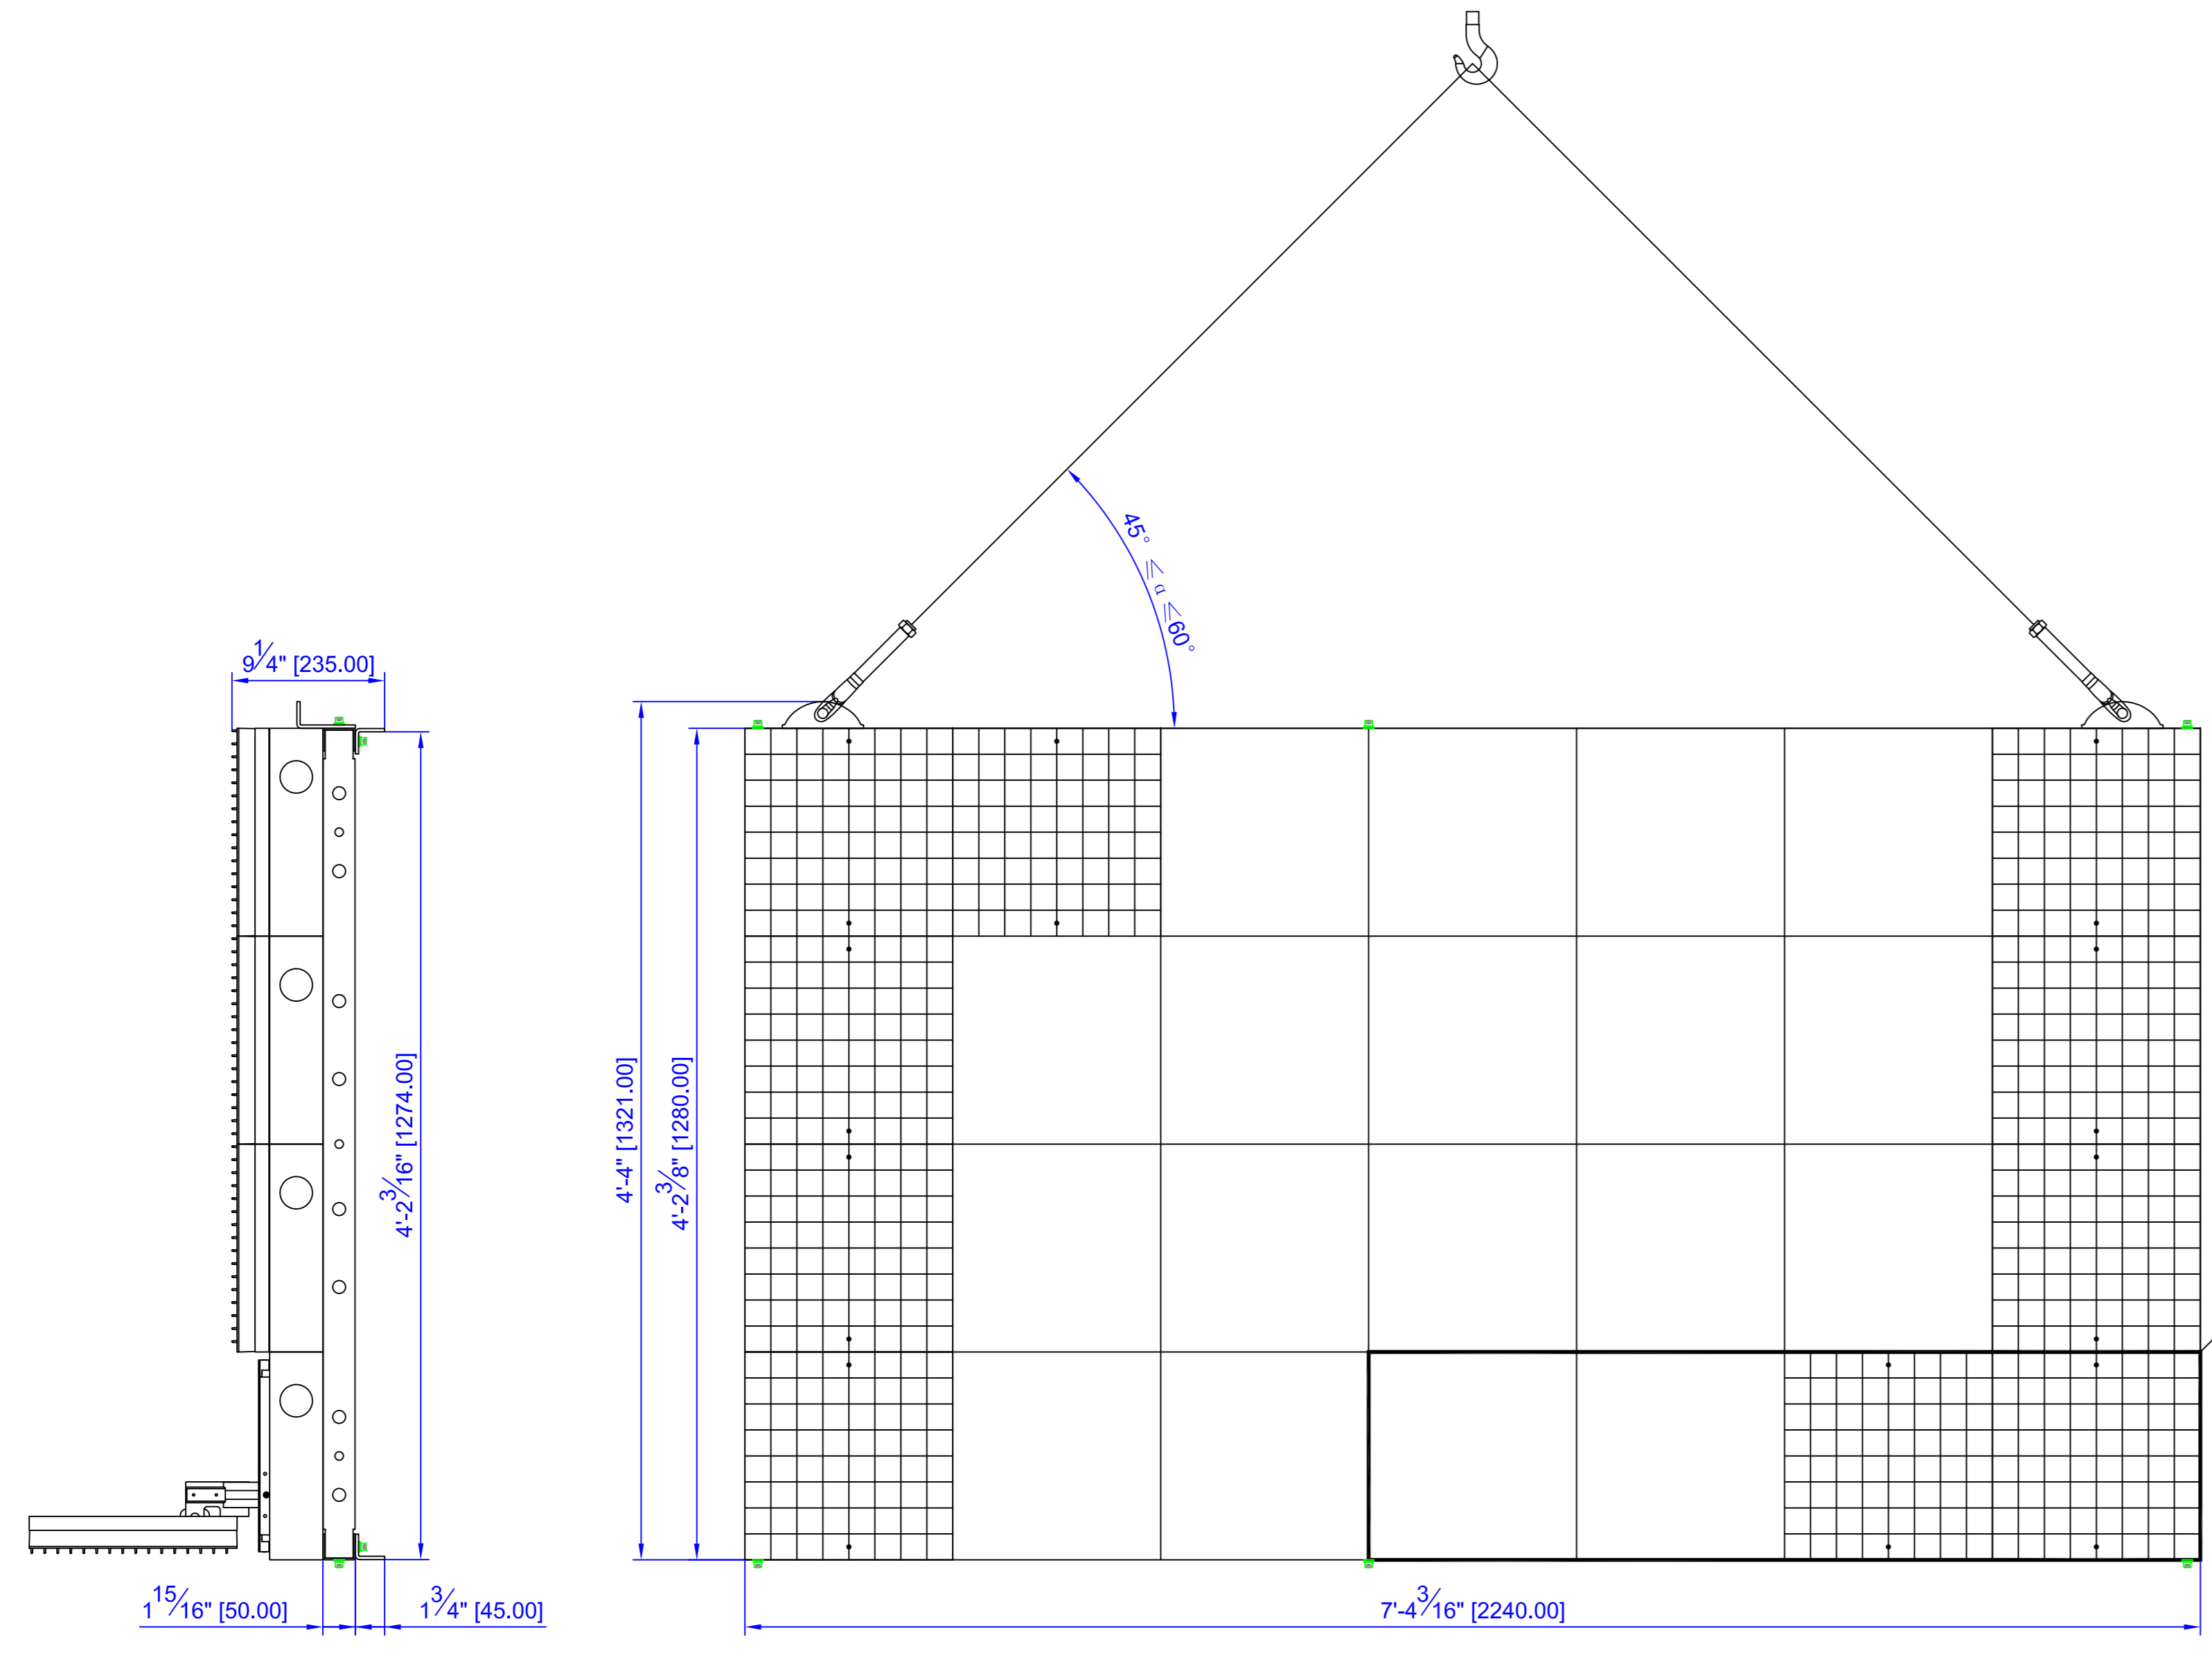 45° ≤ α ≤60°
9 1/4" [235.00]
4'-2 3/16" [1274.00]
4'-4" [1321.00]
4'-2 3/8" [1280.00]
1 15/16" [50.00]
1 3/4" [45.00]
7'-4 3/16" [2240.00]